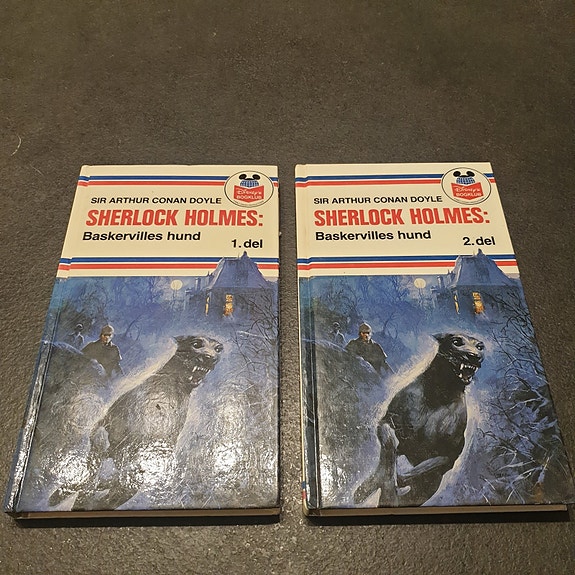 SIR ARTHUR CONAN DOYLE
SHERLOCK HOLMES:
Baskervilles hund
1. del
Disney's
BOGKLUB
SIR ARTHUR CONAN DOYLE
SHERLOCK HOLMES:
Baskervilles hund
2. del
Disney's
BOGKLUB